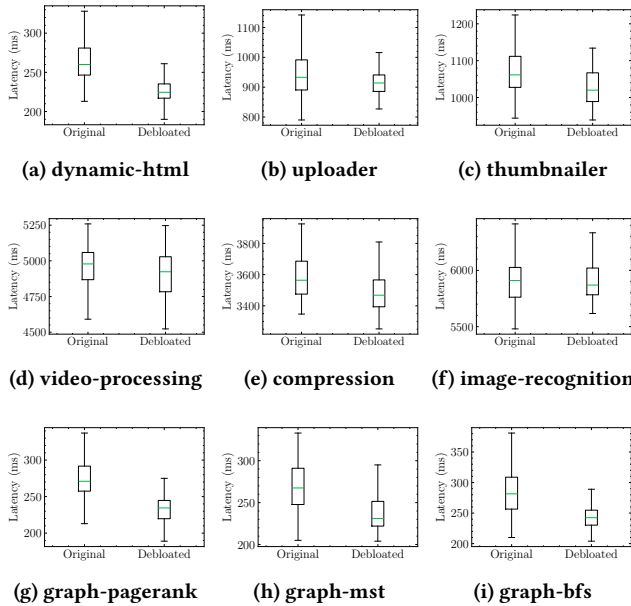 Latency (ms)
300
250
200
Original
Debloated
(a) dynamic-html
Latency (ms)
1100
1000
900
800
Original
Debloated
(b) uploader
Latency (ms)
1200
1100
1000
Original
Debloated
(c) thumbnailer
Latency (ms)
5250
5000
4750
4500
Original
Debloated
(d) video-processing
Latency (ms)
3800
3600
3400
Original
Debloated
(e) compression
Latency (ms)
6000
5500
Original
Debloated
(f) image-recognition
Latency (ms)
300
250
200
Original
Debloated
(g) graph-pagerank
Latency (ms)
300
250
200
Original
Debloated
(h) graph-mst
Latency (ms)
350
300
250
200
Original
Debloated
(i) graph-bfs